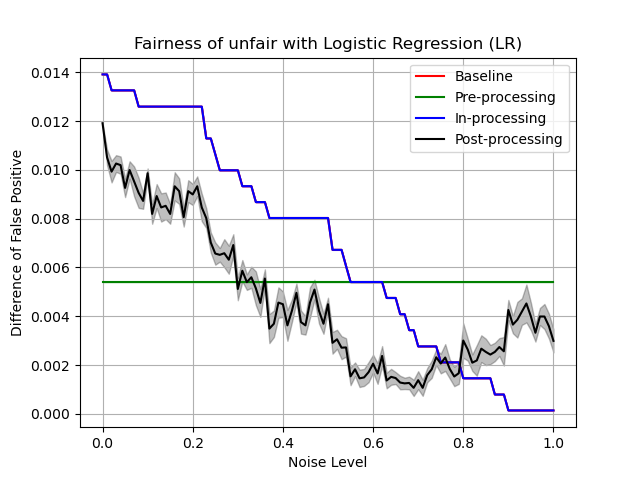 Fairness of unfair with Logistic Regression (LR)
Difference of False Positive
0.014
0.012
0.010
0.008
0.006
0.004
0.002
0.000
Baseline
Pre-processing
In-processing
Post-processing
0.0 0.2 0.4 0.6 0.8 1.0
Noise Level